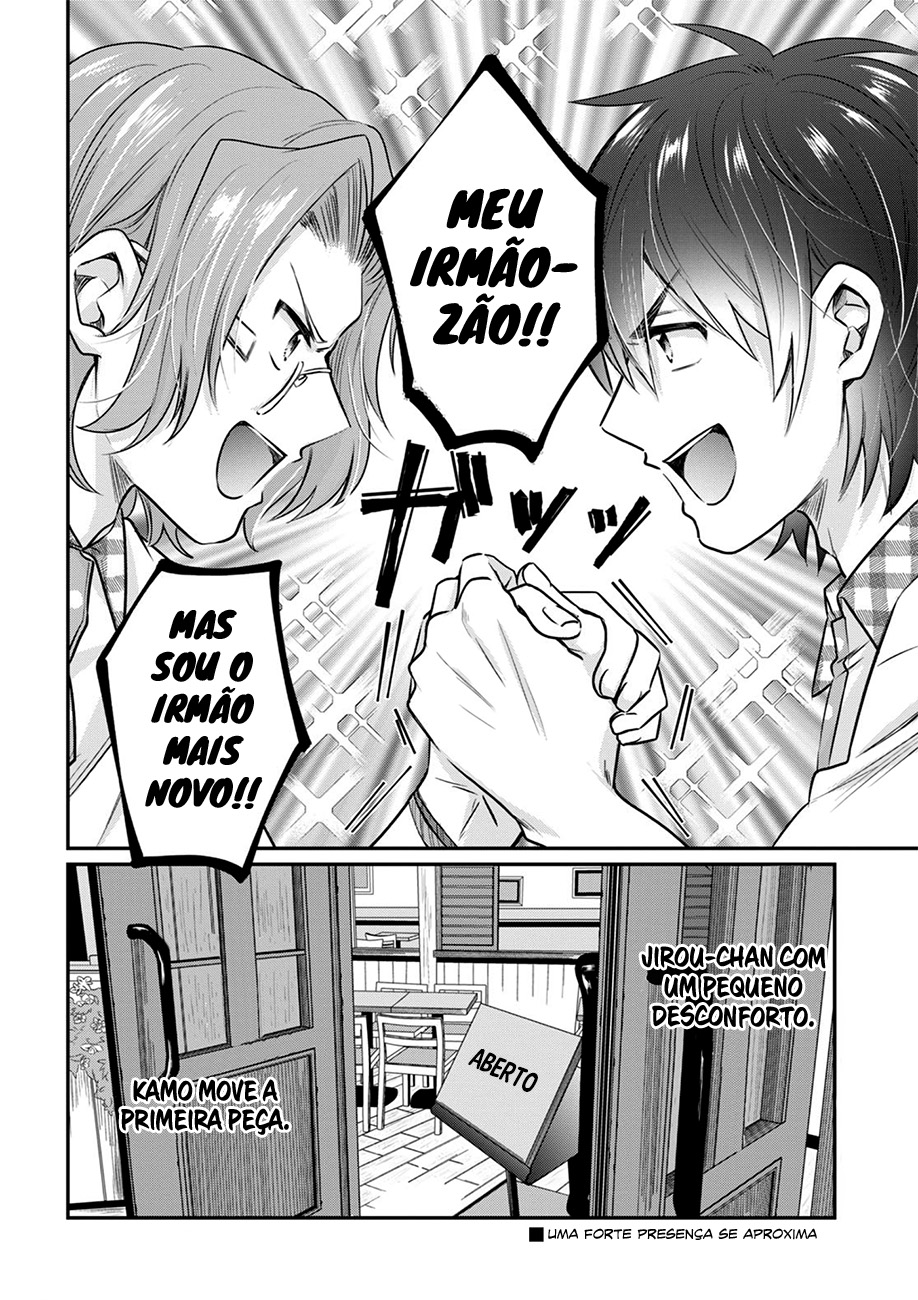 MEU
IRMÃO-
ZÃO!!
ガッッ
MAS
SOU O
IRMÃO
MAIS
NOVO!!
JIROU-CHAN COM
UM PEQUENO
DESCONFORTO.
ABERTO
KAMO MOVE A
PRIMEIRA PEÇA.
UMA FORTE PRESENÇA SE APROXIMA